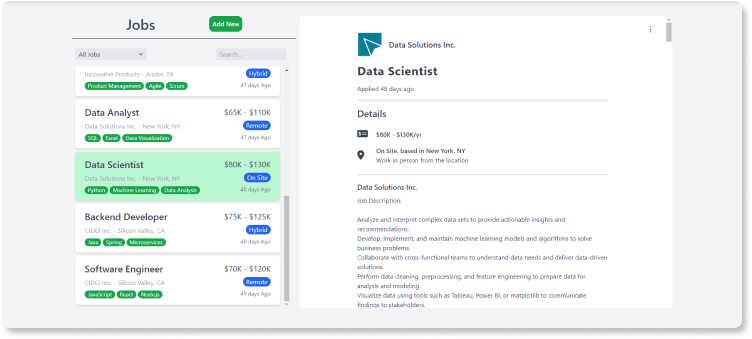 Jobs
Add New
All Jobs
Search...
Innovative Products - Austin, TX
Hybrid
Product Management Agile Scrum
47 days Ago
Data Analyst
$65K - $110K
Data Solutions Inc. - New York, NY
Remote
SQL Excel Data Visualization
47 days Ago
Data Scientist
$80K - $130K
Data Solutions Inc. - New York, NY
On Site
Python Machine Learning Data Analysis
48 days Ago
Backend Developer
$75K - $125K
CIDCI Inc. - Silicon Valley, CA
Hybrid
Java Spring Microservices
48 days Ago
Software Engineer
$70K - $120K
CIDCI Inc. - Silicon Valley, CA
Remote
JavaScript React Node.js
49 days Ago
Data Solutions Inc.
Data Scientist
Applied 48 days ago
Details
$80K - $130K/yr
On Site, based in New York, NY
Work in person from the location
Data Solutions Inc.
Job Description:
Analyze and interpret complex data sets to provide actionable insights and
recommendations.
Develop, implement, and maintain machine learning models and algorithms to solve
business problems.
Collaborate with cross-functional teams to understand data needs and deliver data-driven
solutions.
Perform data cleaning, preprocessing, and feature engineering to prepare data for
analysis and modeling.
Visualize data using tools such as Tableau, Power BI, or matplotlib to communicate
findings to stakeholders.